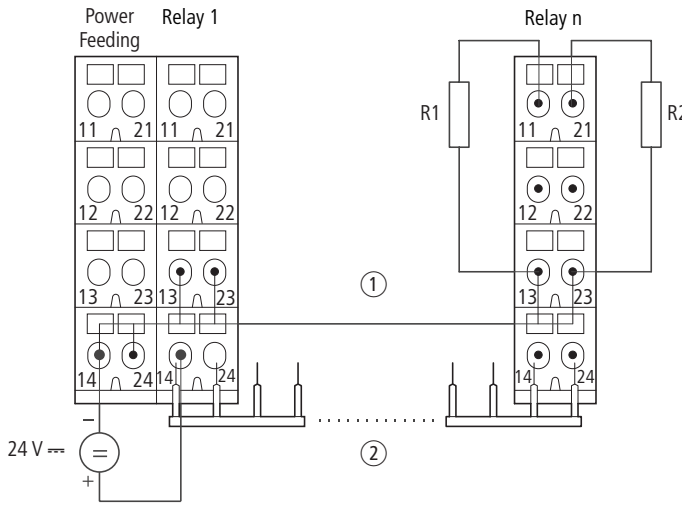 Power Feeding
Relay 1
Relay n
R1
R2
11 21 11 21
11 21
12 22 12 22
12 22
13 23 13 23
13 23
14 24 14 24
14 24
①
②
24 V ⎓
−
=
+